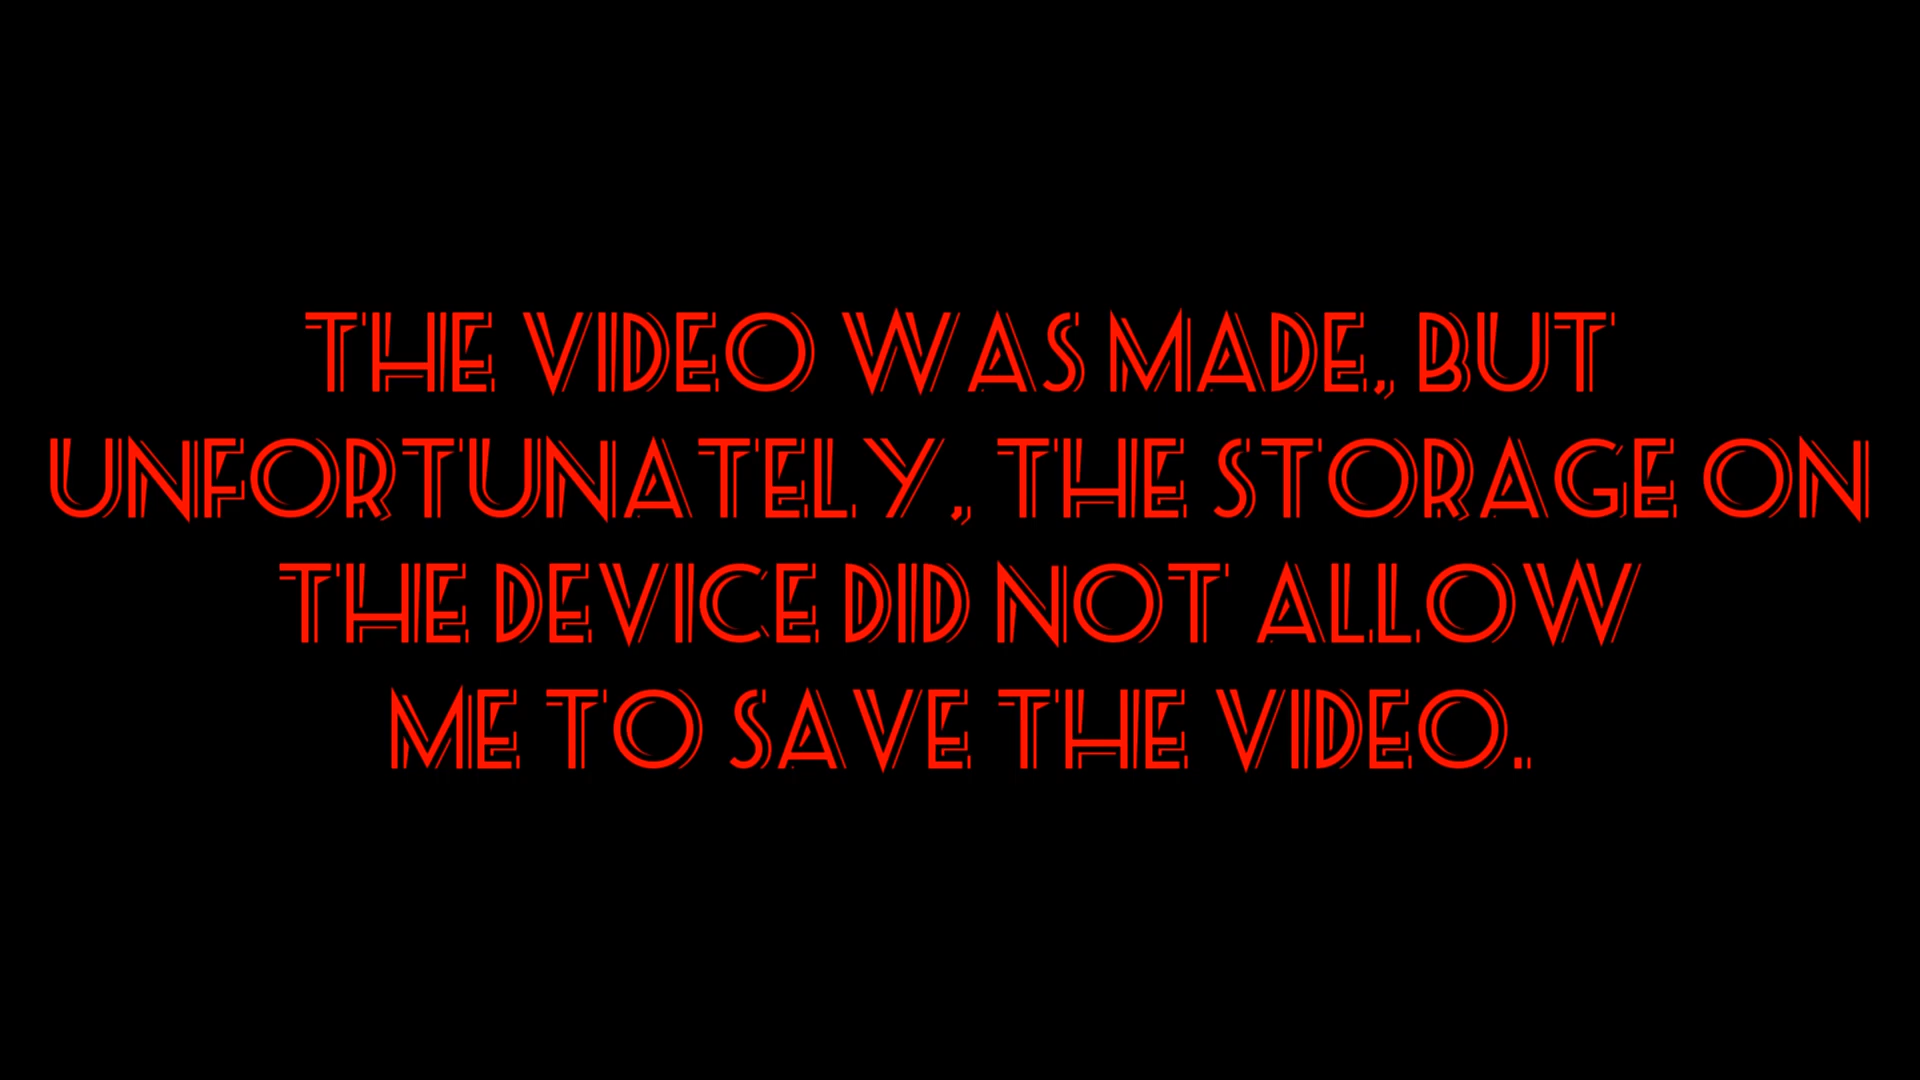 THE VIDEO WAS MADE, BUT
UNFORTUNATELY, THE STORAGE ON
THE DEVICE DID NOT ALLOW
ME TO SAVE THE VIDEO.